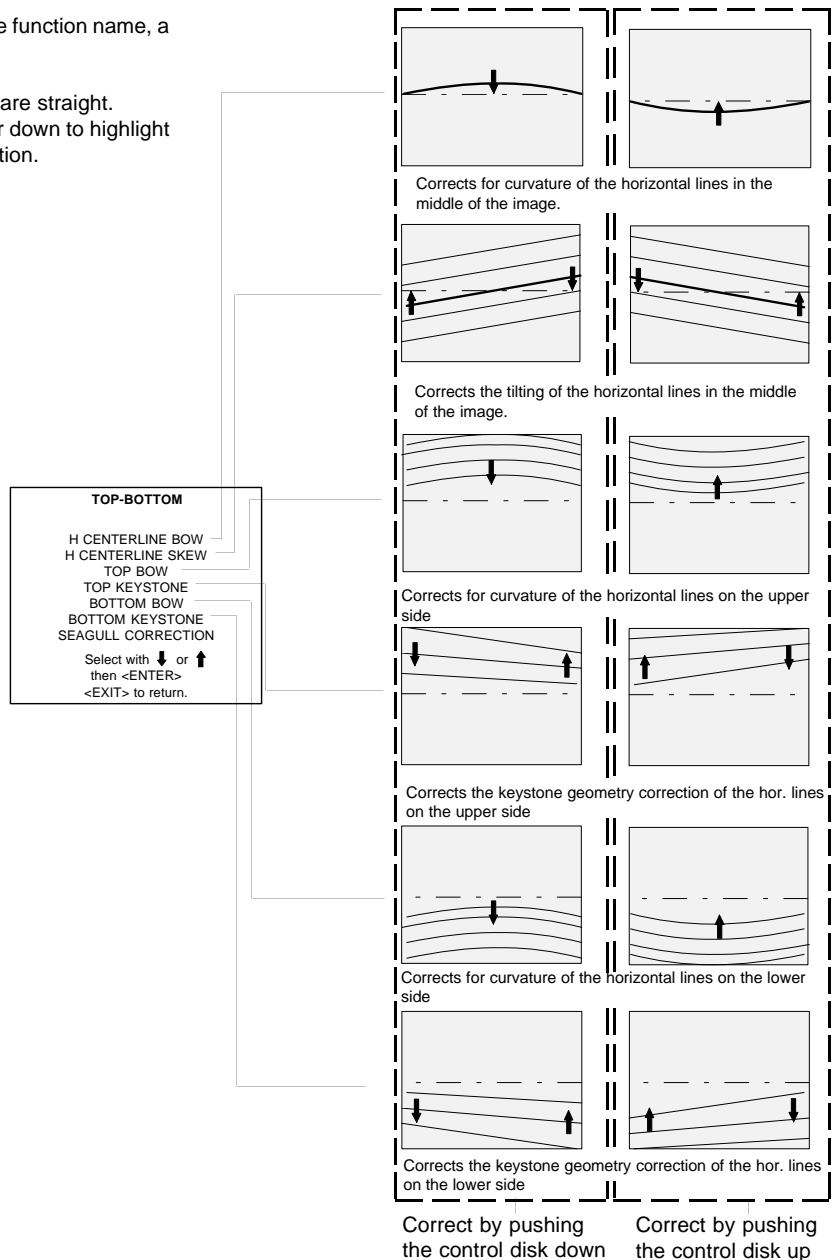 e function name, a
are straight.
r down to highlight
tion.
Corrects for curvature of the horizontal lines in the
middle of the image.
Corrects the tilting of the horizontal lines in the middle
of the image.
TOP-BOTTOM
H CENTERLINE BOW
H CENTERLINE SKEW
TOP BOW
TOP KEYSTONE
BOTTOM BOW
BOTTOM KEYSTONE
SEAGULL CORRECTION
Select with or
then <ENTER>
<EXIT> to return.
Corrects for curvature of the horizontal lines on the upper
side
Corrects the keystone geometry correction of the hor. lines
on the upper side
Corrects for curvature of the horizontal lines on the lower
side
Corrects the keystone geometry correction of the hor. lines
on the lower side
Correct by pushing
the control disk down
Correct by pushing
the control disk up